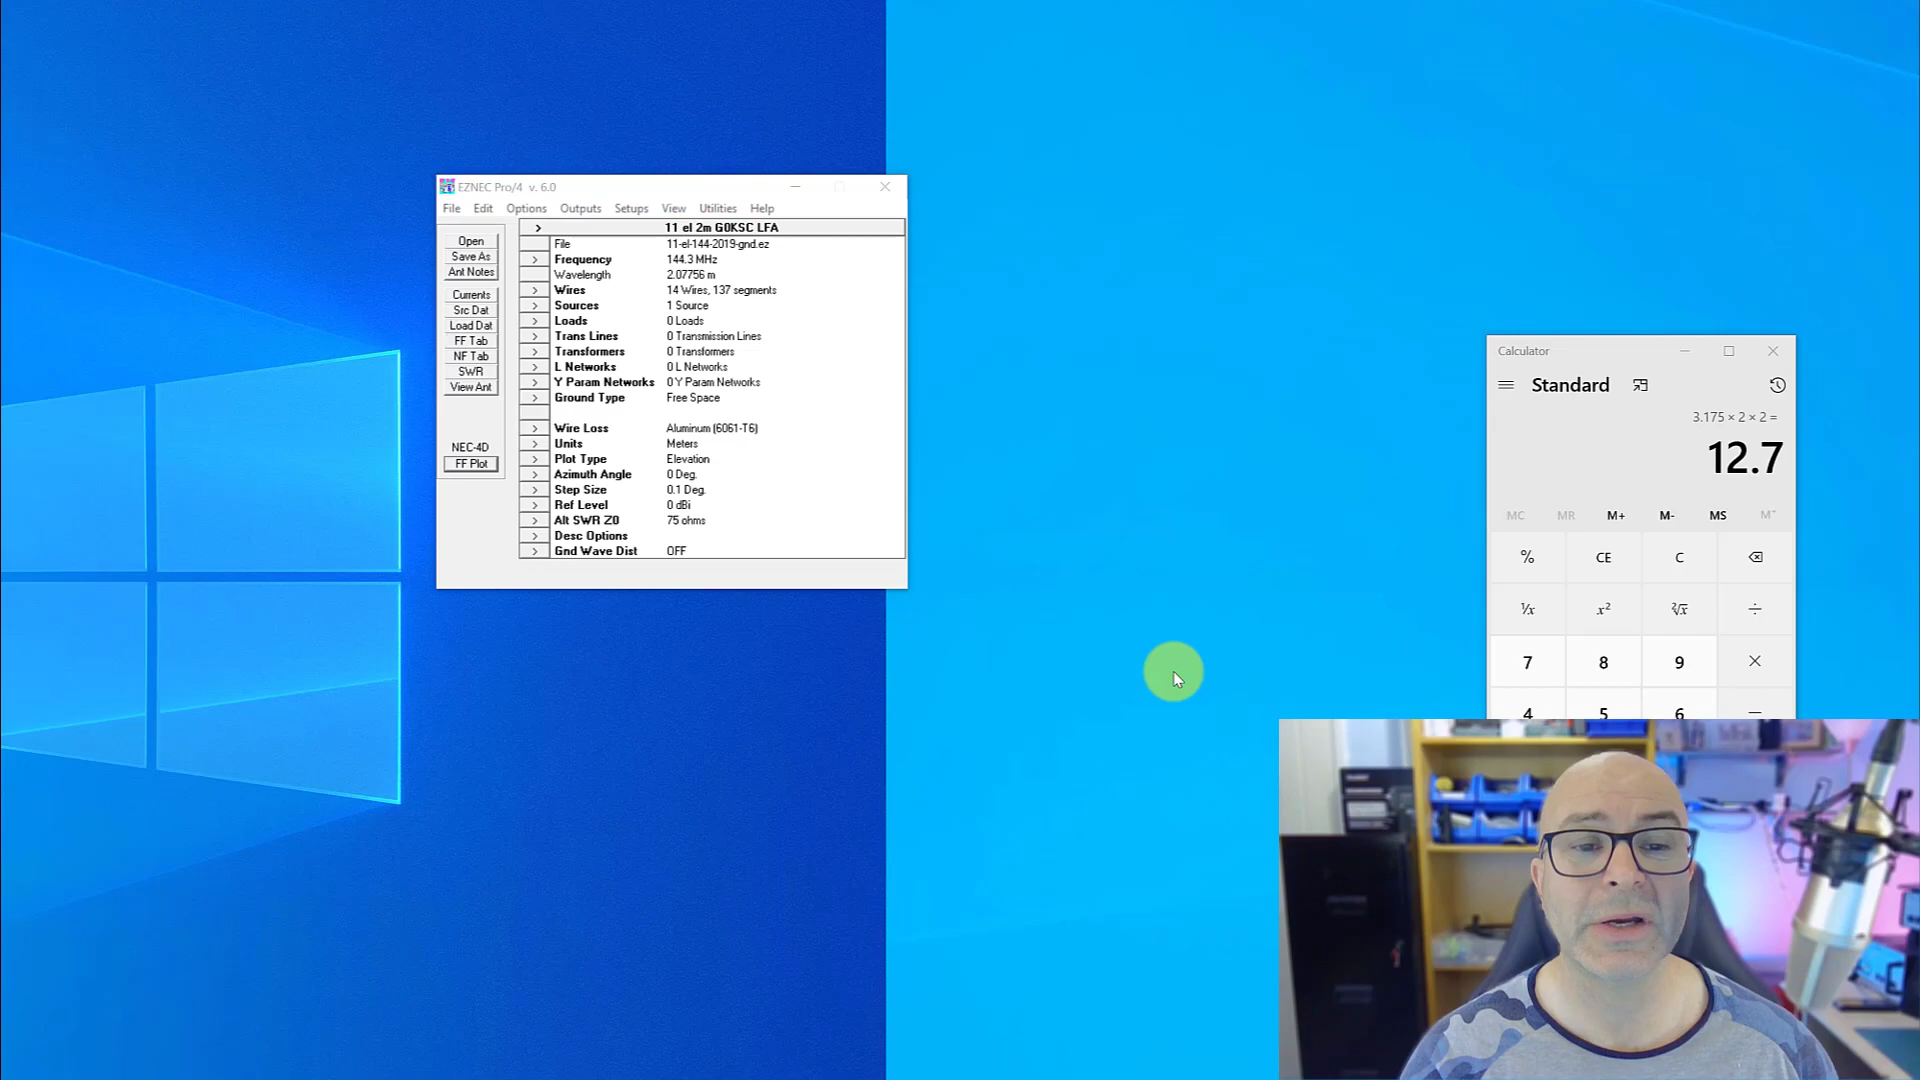 EZNEC Pro/4 v. 6.0
File Edit Options Outputs Setups View Utilities Help
> 11 el 2m G0KSC LFA
Open
Save As
Ant Notes
Currents
Src Dat
Load Dat
FF Tab
NF Tab
SWR
View Ant
NEC-4D
FF Plot
File 11-el-144-2019-gnd.ez
> Frequency 144.3 MHz
Wavelength 2.07756 m
> Wires 14 Wires, 137 segments
> Sources 1 Source
> Loads 0 Loads
> Trans Lines 0 Transmission Lines
> Transformers 0 Transformers
> L Networks 0 L Networks
> Y Param Networks 0 Y Param Networks
> Ground Type Free Space
> Wire Loss Aluminum (6061-T6)
> Units Meters
> Plot Type Elevation
> Azimuth Angle 0 Deg.
> Step Size 0.1 Deg.
> Ref Level 0 dBi
> Alt SWR Z0 75 ohms
> Desc Options
> Gnd Wave Dist OFF
Calculator
Standard
3.175 × 2 × 2 =
12.7
MC MR M+ M- MS M˅
% CE C
¹/x x² ²√x ÷
7 8 9 ×
4 5 6 −